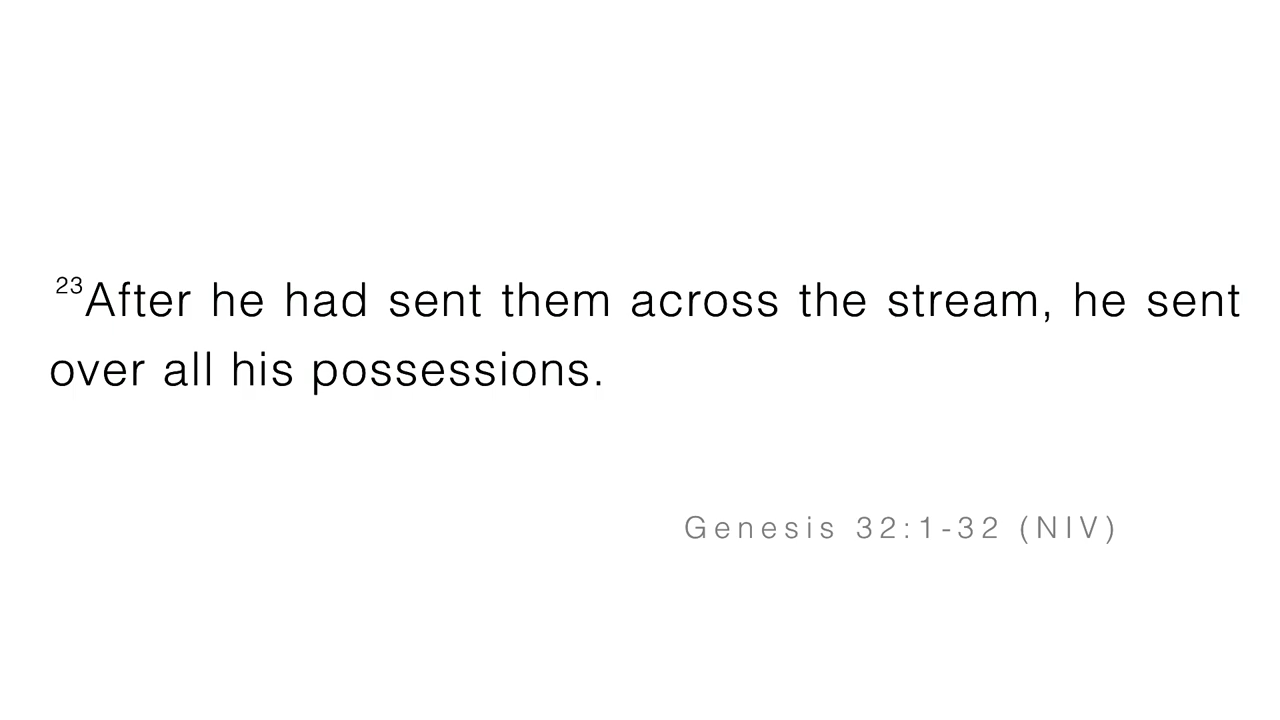 23After he had sent them across the stream, he sent
over all his possessions.
Genesis 32:1-32 (NIV)